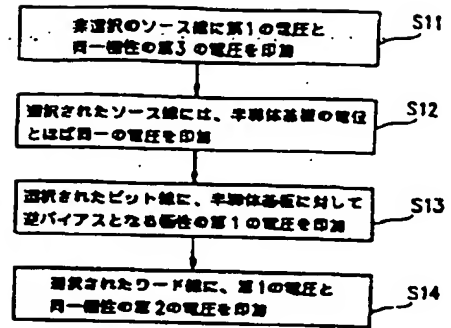 非選択のソース線に第1の電圧と
同一極性の第3の電圧を印加
S11
選択されたソース線には、半導体基板の電位
とほぼ同一の電圧を印加
S12
選択されたビット線に、半導体基板に対して
逆バイアスとなる極性の第1の電圧を印加
S13
選択されたワード線に、第1の電圧と
同一極性の第2の電圧を印加
S14